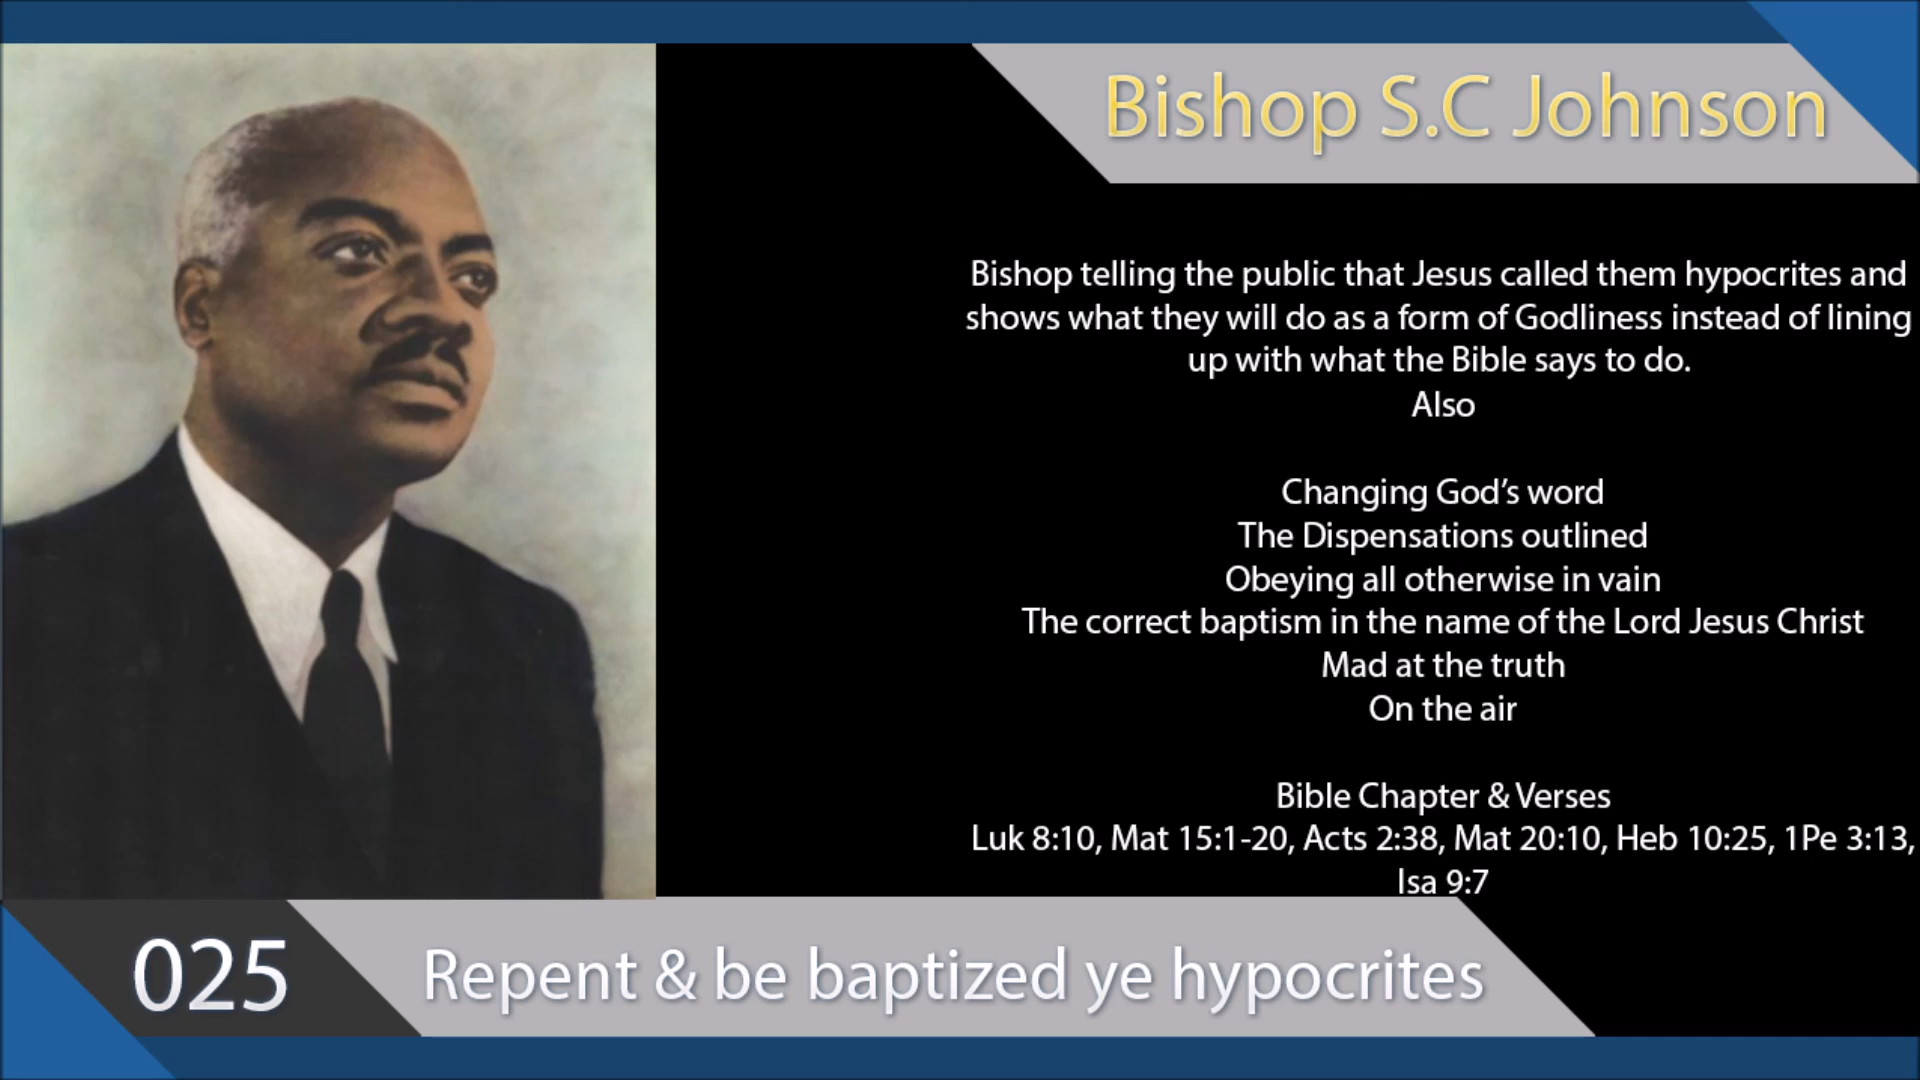 Bishop S.C Johnson
Bishop telling the public that Jesus called them hypocrites and
shows what they will do as a form of Godliness instead of lining
up with what the Bible says to do.
Also
Changing God's word
The Dispensations outlined
Obeying all otherwise in vain
The correct baptism in the name of the Lord Jesus Christ
Mad at the truth
On the air
Bible Chapter & Verses
Luk 8:10, Mat 15:1-20, Acts 2:38, Mat 20:10, Heb 10:25, 1Pe 3:13,
Isa 9:7
025
Repent & be baptized ye hypocrites